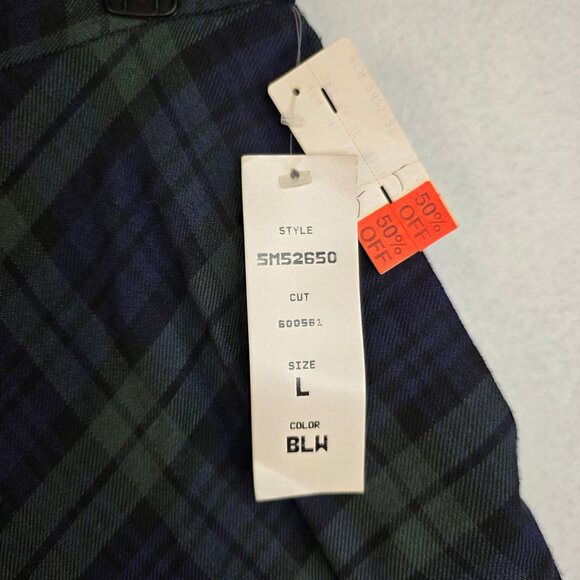 STYLE
5M52650
CUT
600561
SIZE
L
COLOR
BLW
50%
OFF
50%
OFF